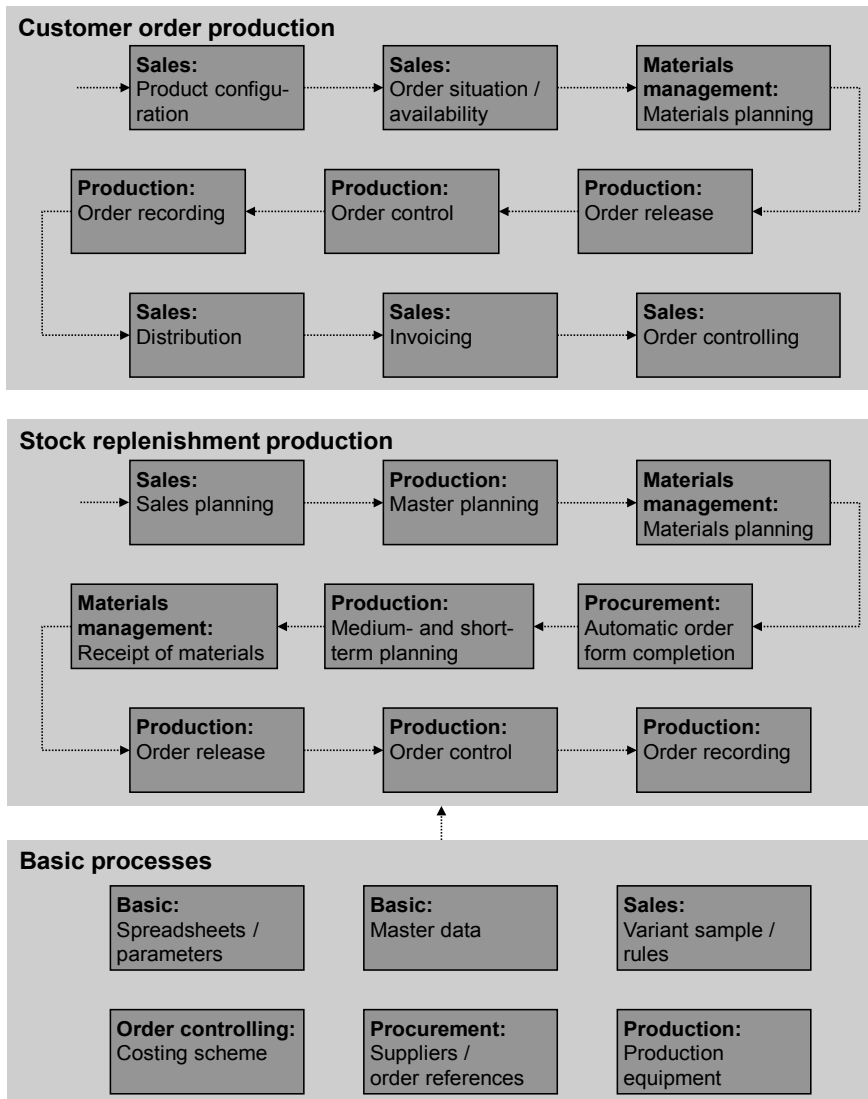 Customer order production
Sales:
Product configu-
ration
Sales:
Order situation /
availability
Materials
management:
Materials planning
Production:
Order recording
Production:
Order control
Production:
Order release
Sales:
Distribution
Sales:
Invoicing
Sales:
Order controlling
Stock replenishment production
Sales:
Sales planning
Production:
Master planning
Materials
management:
Materials planning
Materials
management:
Receipt of materials
Production:
Medium- and short-
term planning
Procurement:
Automatic order
form completion
Production:
Order release
Production:
Order control
Production:
Order recording
Basic processes
Basic:
Spreadsheets /
parameters
Basic:
Master data
Sales:
Variant sample /
rules
Order controlling:
Costing scheme
Procurement:
Suppliers /
order references
Production:
Production
equipment